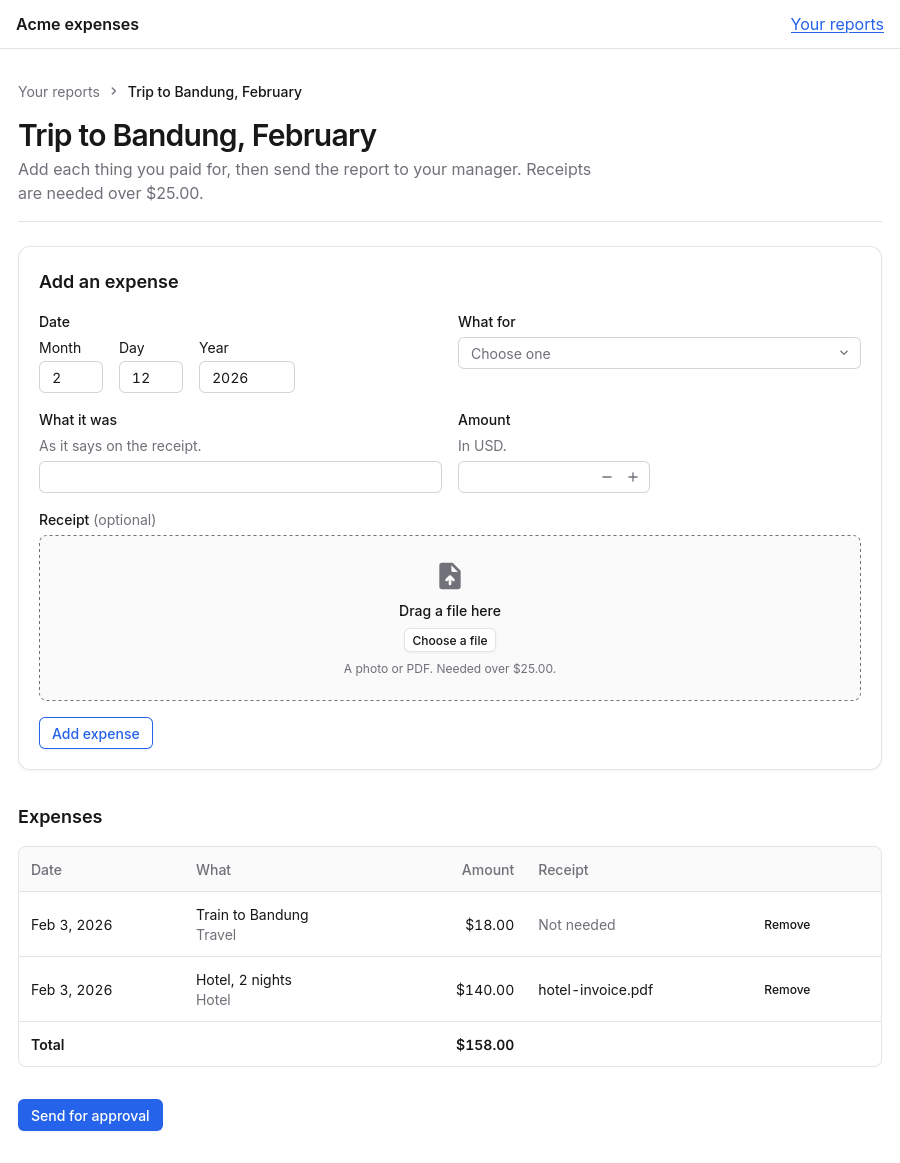 Acme expenses
Your reports
Your reports
Trip to Bandung, February
Trip to Bandung, February
Add each thing you paid for, then send the report to your manager. Receipts
are needed over $25.00.
Add an expense
Date
What for
Month
Day
Year
Choose one
2
12
2026
What it was
Amount
As it says on the receipt.
In USD.
Receipt (optional)
Drag a file here
Choose a file
A photo or PDF. Needed over $25.00.
Add expense
Expenses
Date What Amount Receipt
Feb 3, 2026 Train to Bandung $18.00 Not needed Remove
Travel
Feb 3, 2026 Hotel, 2 nights $140.00 hotel-invoice.pdf Remove
Hotel
Total $158.00
Send for approval